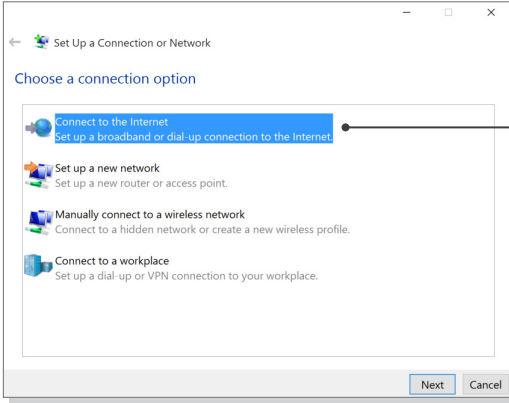 Set Up a Connection or Network
Choose a connection option
Connect to the Internet
Set up a broadband or dial-up connection to the Internet.
Set up a new network
Set up a new router or access point.
Manually connect to a wireless network
Connect to a hidden network or create a new wireless profile.
Connect to a workplace
Set up a dial-up or VPN connection to your workplace.
Next Cancel